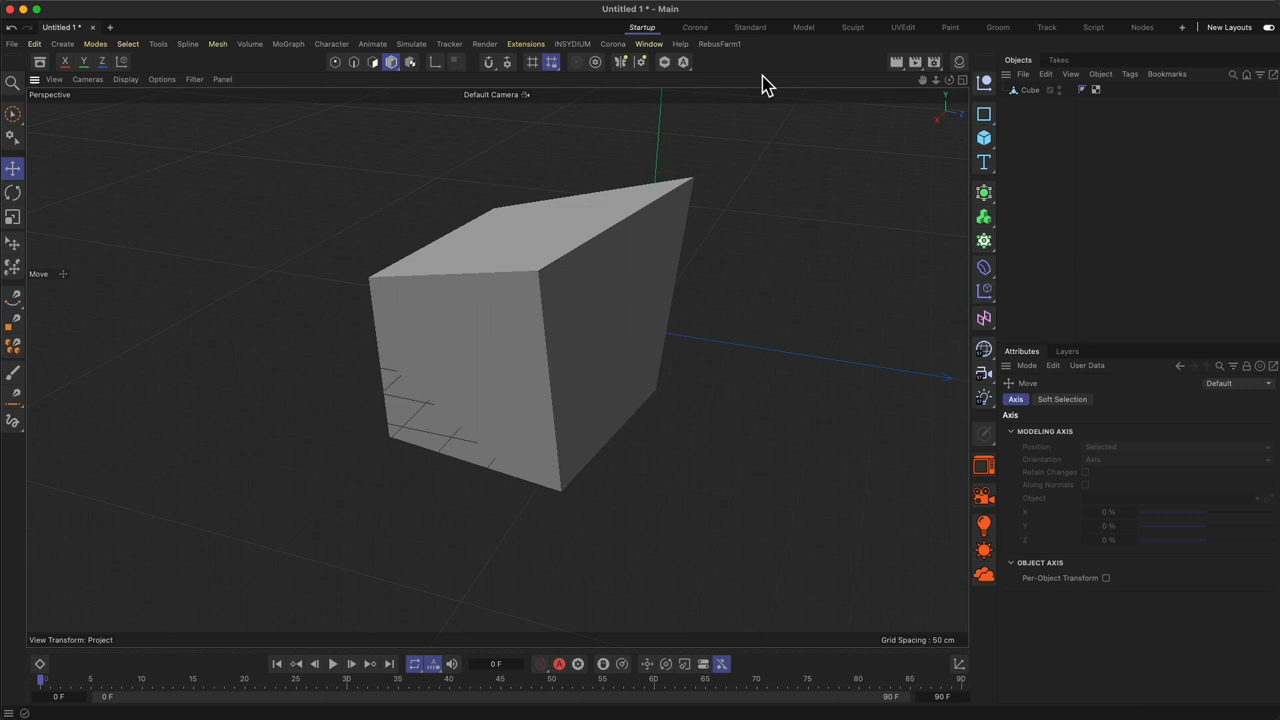 Untitled 1 * - Main
Untitled 1 *
Startup
Corona
Standard
Model
Sculpt
UVEdit
Paint
Groom
Track
Script
Nodes
New Layouts
File
Edit
Create
Modes
Select
Tools
Spline
Mesh
Volume
MoGraph
Character
Animate
Simulate
Tracker
Render
Extensions
INSYDIUM
Corona
Window
Help
RebusFarm1
X
Y
Z
View
Cameras
Display
Options
Filter
Panel
Perspective
Default Camera
Y
X
Z
Move
View Transform: Project
Grid Spacing : 50 cm
Objects
Takes
File
Edit
View
Object
Tags
Bookmarks
Cube
Attributes
Layers
Mode
Edit
User Data
Move
Default
Axis
Soft Selection
Axis
MODELING AXIS
Position
Selected
Orientation
Axis
Retain Changes
Along Normals
Object
X
0 %
Y
0 %
Z
0 %
OBJECT AXIS
Per-Object Transform
0 F
0 5 10 15 20 25 30 35 40 45 50 55 60 65 70 75 80 85 90
0 F
0 F
90 F
90 F